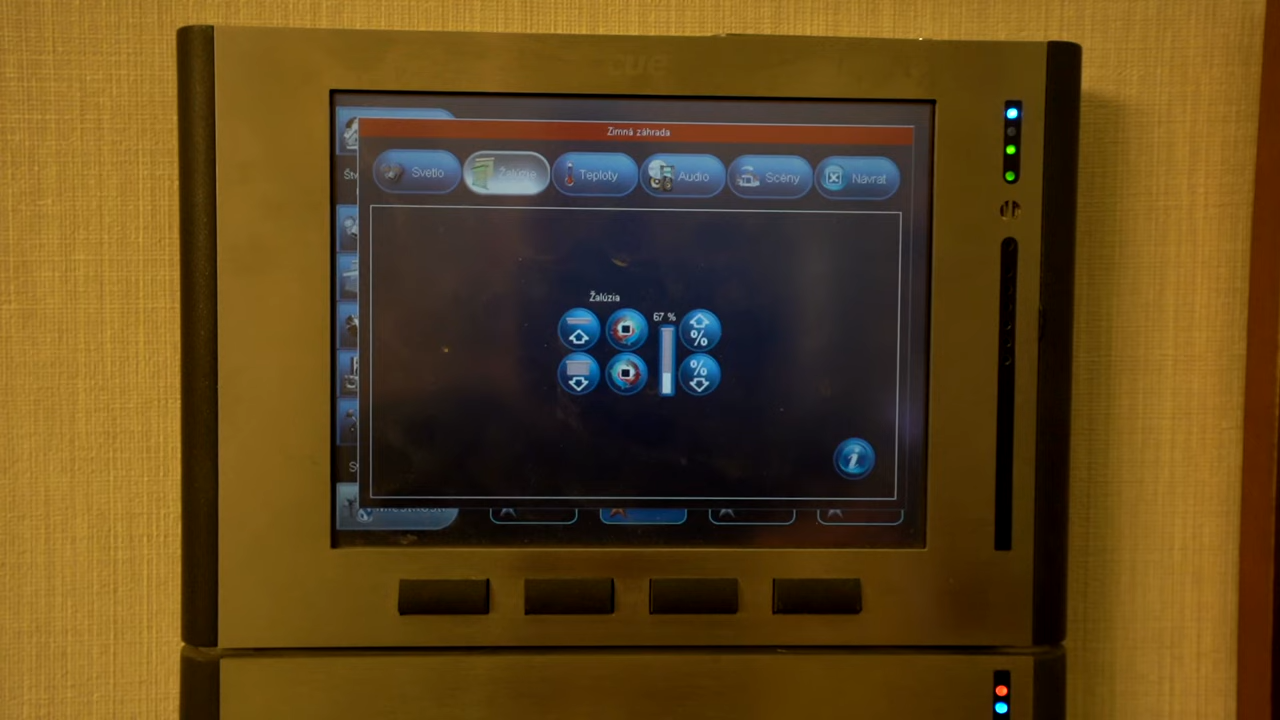 cue
Zimná záhrada
Svetlo
Žalúzie
Teploty
Audio
Scény
Návrat
Žalúzia
67 %
%
%
i